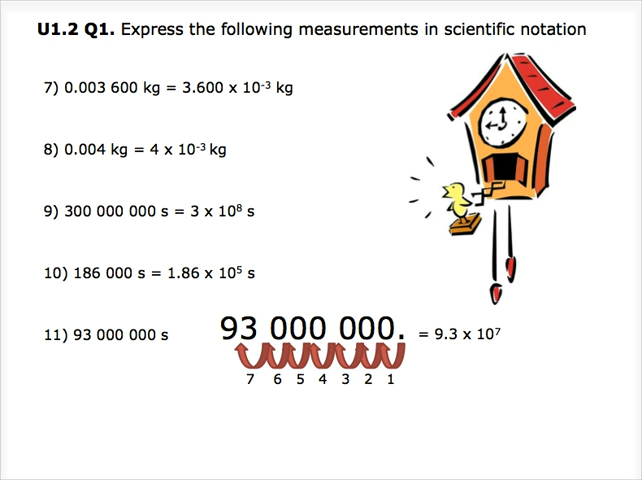 U1.2 Q1. Express the following measurements in scientific notation
7) 0.003 600 kg = 3.600 x 10⁻³ kg
8) 0.004 kg = 4 x 10⁻³ kg
9) 300 000 000 s = 3 x 10⁸ s
10) 186 000 s = 1.86 x 10⁵ s
11) 93 000 000 s 93 000 000. = 9.3 x 10⁷
7 6 5 4 3 2 1